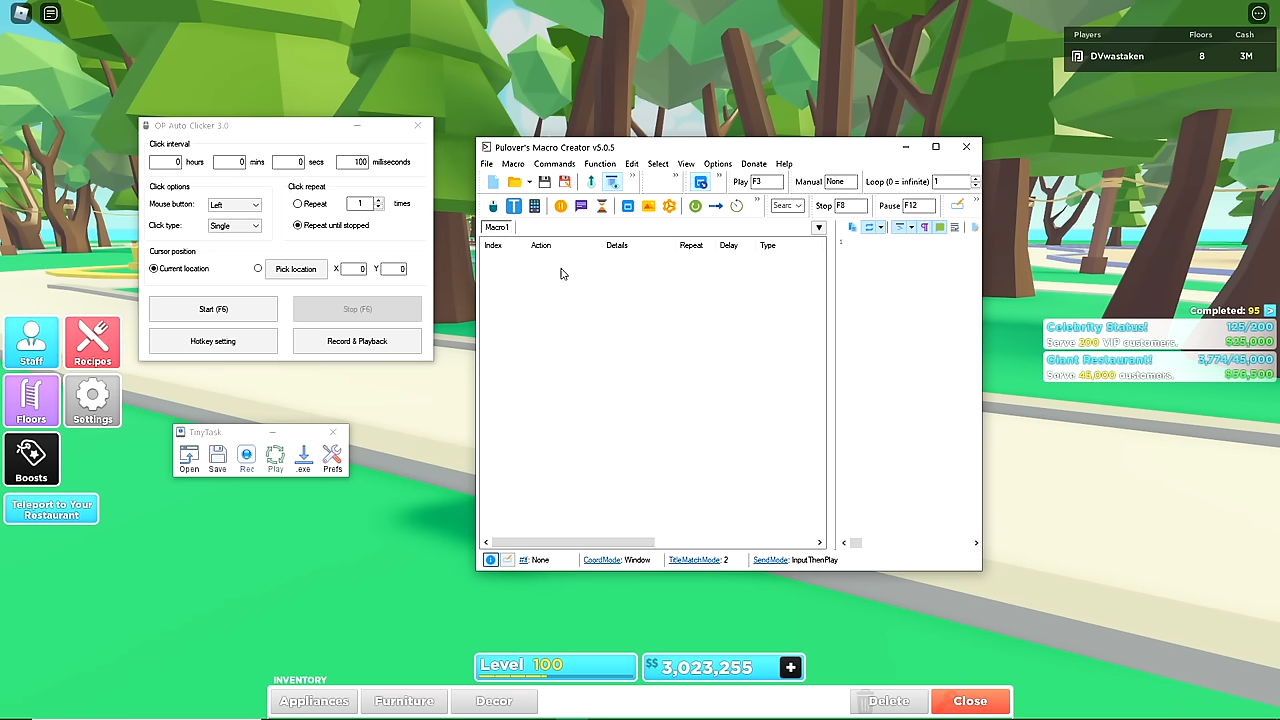 Players Floors Cash
DVwastaken 8 3M
OP Auto Clicker 3.0
Click interval
0 hours 0 mins 0 secs 100 milliseconds
Click options
Mouse button: Left
Click type: Single
Click repeat
Repeat 1 times
Repeat until stopped
Cursor position
Current location Pick location X 0 Y 0
Start (F6) Stop (F6)
Hotkey setting Record & Playback
TinyTask
Open Save Rec Play .exe Prefs
Pulover's Macro Creator v5.0.5
File Macro Commands Function Edit Select View Options Donate Help
Play F3 Manual None Loop (0 = infinite) 1
Searc Stop F8 Pause F12
Macro1
Index Action Details Repeat Delay Type
1
#If: None CoordMode: Window TitleMatchMode: 2 SendMode: InputThenPlay
Staff Recipes
Floors Settings
Boosts
Teleport to Your
Restaurant
Completed: 95 >
Celebrity Status! 125/200
Serve 200 VIP customers. $25,000
Giant Restaurant! 3,774/45,000
Serve 45,000 customers. $56,500
Level 100
$$ 3,023,255 +
INVENTORY
Appliances Furniture Decor Delete Close